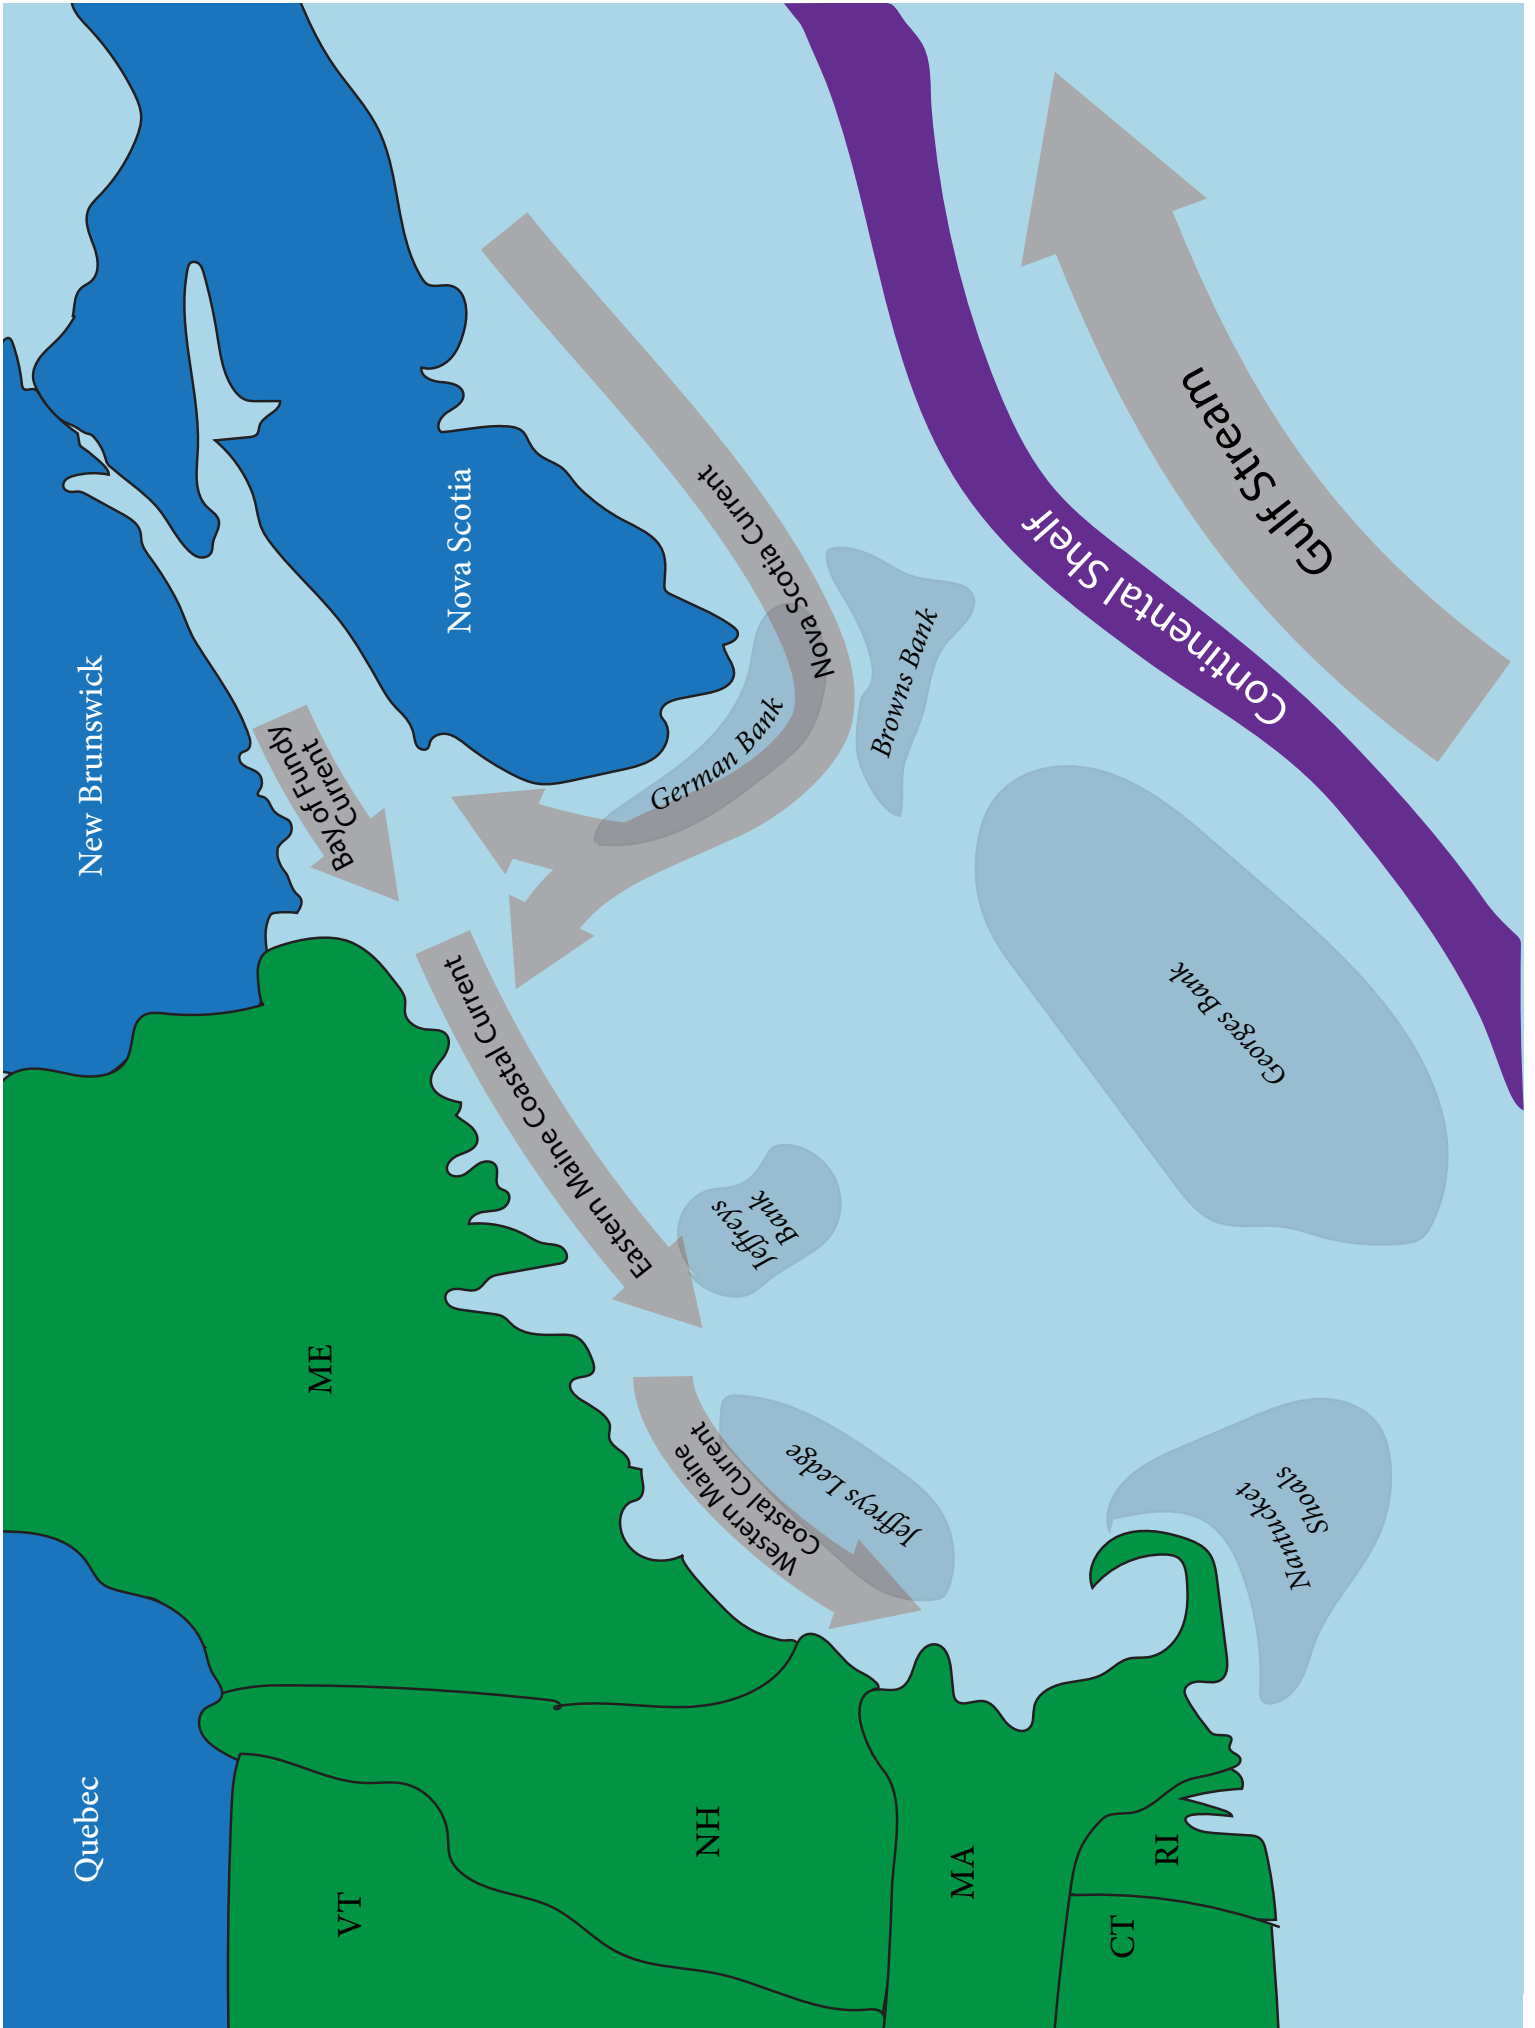 Quebec
New Brunswick
Nova Scotia
ME
VT
NH
MA
CT
RI
Bay of Fundy
Current
Eastern Maine Coastal Current
Western Maine
Coastal Current
Nova Scotia Current
German Bank
Browns Bank
Jeffreys
Bank
Jeffreys Ledge
Georges Bank
Nantucket
Shoals
Continental Shelf
Gulf Stream